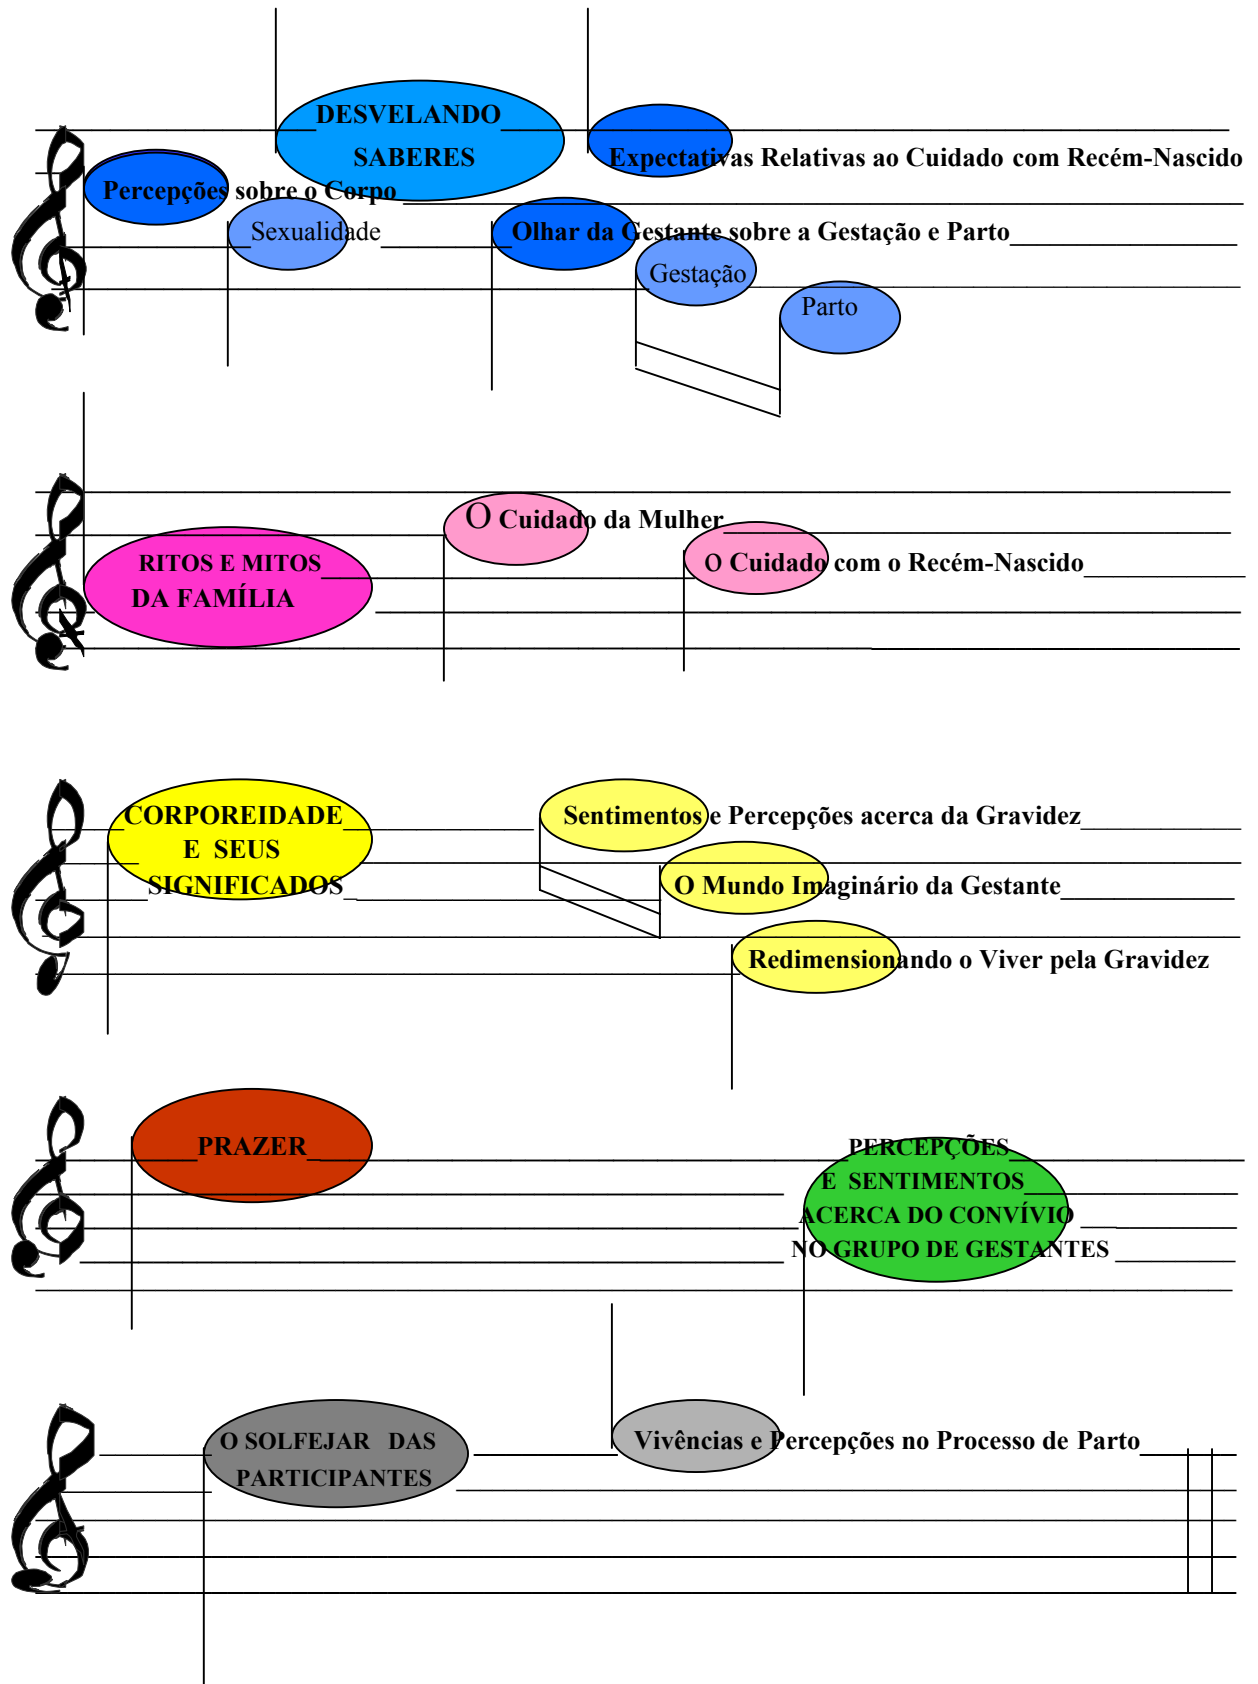 DESVELANDO
SABERES
Expectativas Relativas ao Cuidado com Recém-Nascido
Percepções sobre o Corpo
Sexualidade
Olhar da Gestante sobre a Gestação e Parto
Gestação
Parto
O Cuidado da Mulher
RITOS E MITOS
DA FAMÍLIA
O Cuidado com o Recém-Nascido
CORPOREIDADE
E SEUS
SIGNIFICADOS
Sentimentos e Percepções acerca da Gravidez
O Mundo Imaginário da Gestante
Redimensionando o Viver pela Gravidez
PRAZER
PERCEPÇÕES
E SENTIMENTOS
ACERCA DO CONVÍVIO
NO GRUPO DE GESTANTES
O SOLFEJAR DAS
PARTICIPANTES
Vivências e Percepções no Processo de Parto